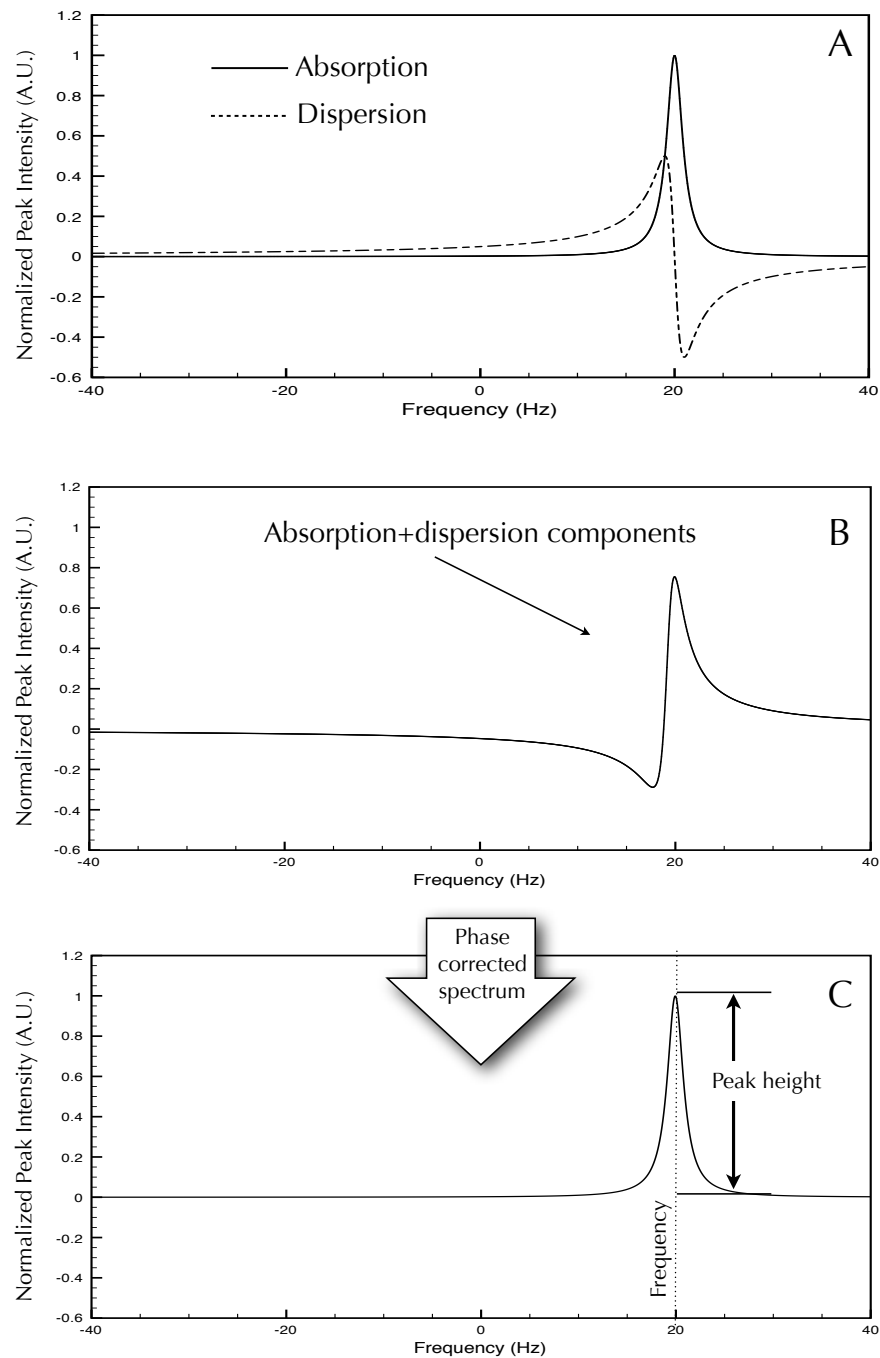 Normalized Peak Intensity (A.U.)
1.2
1
0.8
0.6
0.4
0.2
0
-0.2
-0.4
-0.6
A
Absorption
Dispersion
-40
-20
0
20
40
Frequency (Hz)
Normalized Peak Intensity (A.U.)
1.2
1
0.8
0.6
0.4
0.2
0
-0.2
-0.4
-0.6
B
Absorption+dispersion components
-40
-20
0
20
40
Frequency (Hz)
Normalized Peak Intensity (A.U.)
1.2
1
0.8
0.6
0.4
0.2
0
-0.2
-0.4
-0.6
Phase
corrected
spectrum
C
Peak height
Frequency
-40
-20
0
20
40
Frequency (Hz)